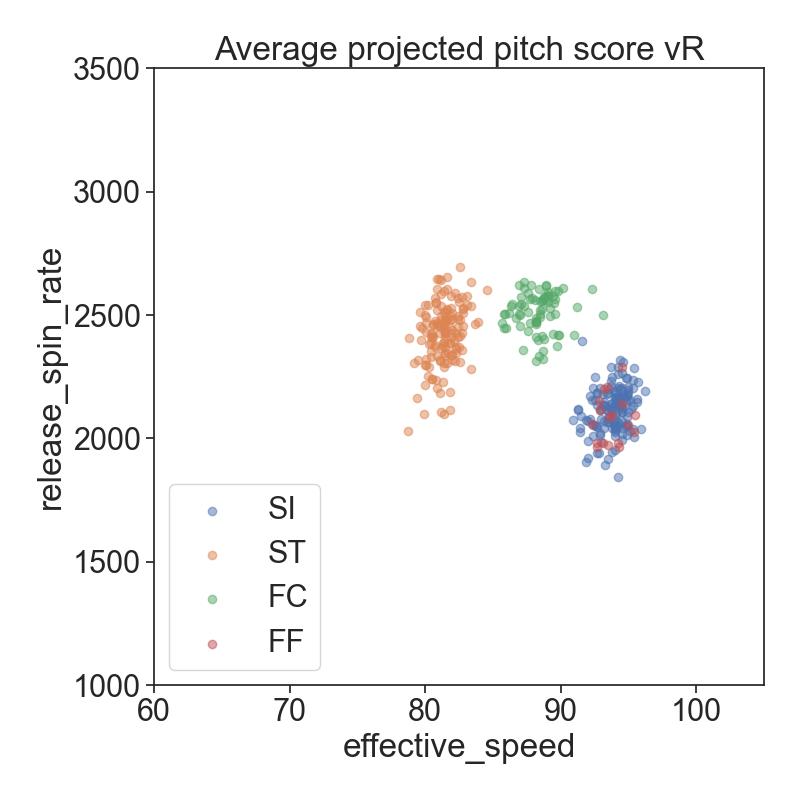 Average projected pitch score vR
3500
3000
2500
2000
1500
1000
release_spin_rate
SI
ST
FC
FF
60
70
80
90
100
effective_speed